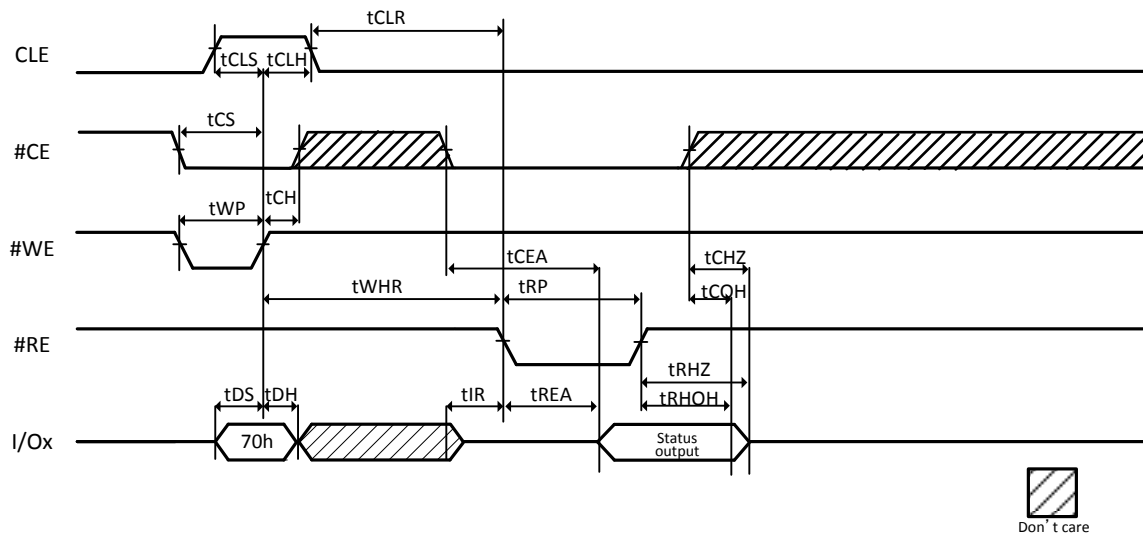 tCLR
CLE
tCLS
tCLH
tCS
#CE
tCH
tWP
#WE
tCHZ
tCEA
tCOH
tWHR
tRP
#RE
tRHZ
tDS
tDH
tIR
tREA
tRHOH
I/Ox
70h
Status
output
Don't care